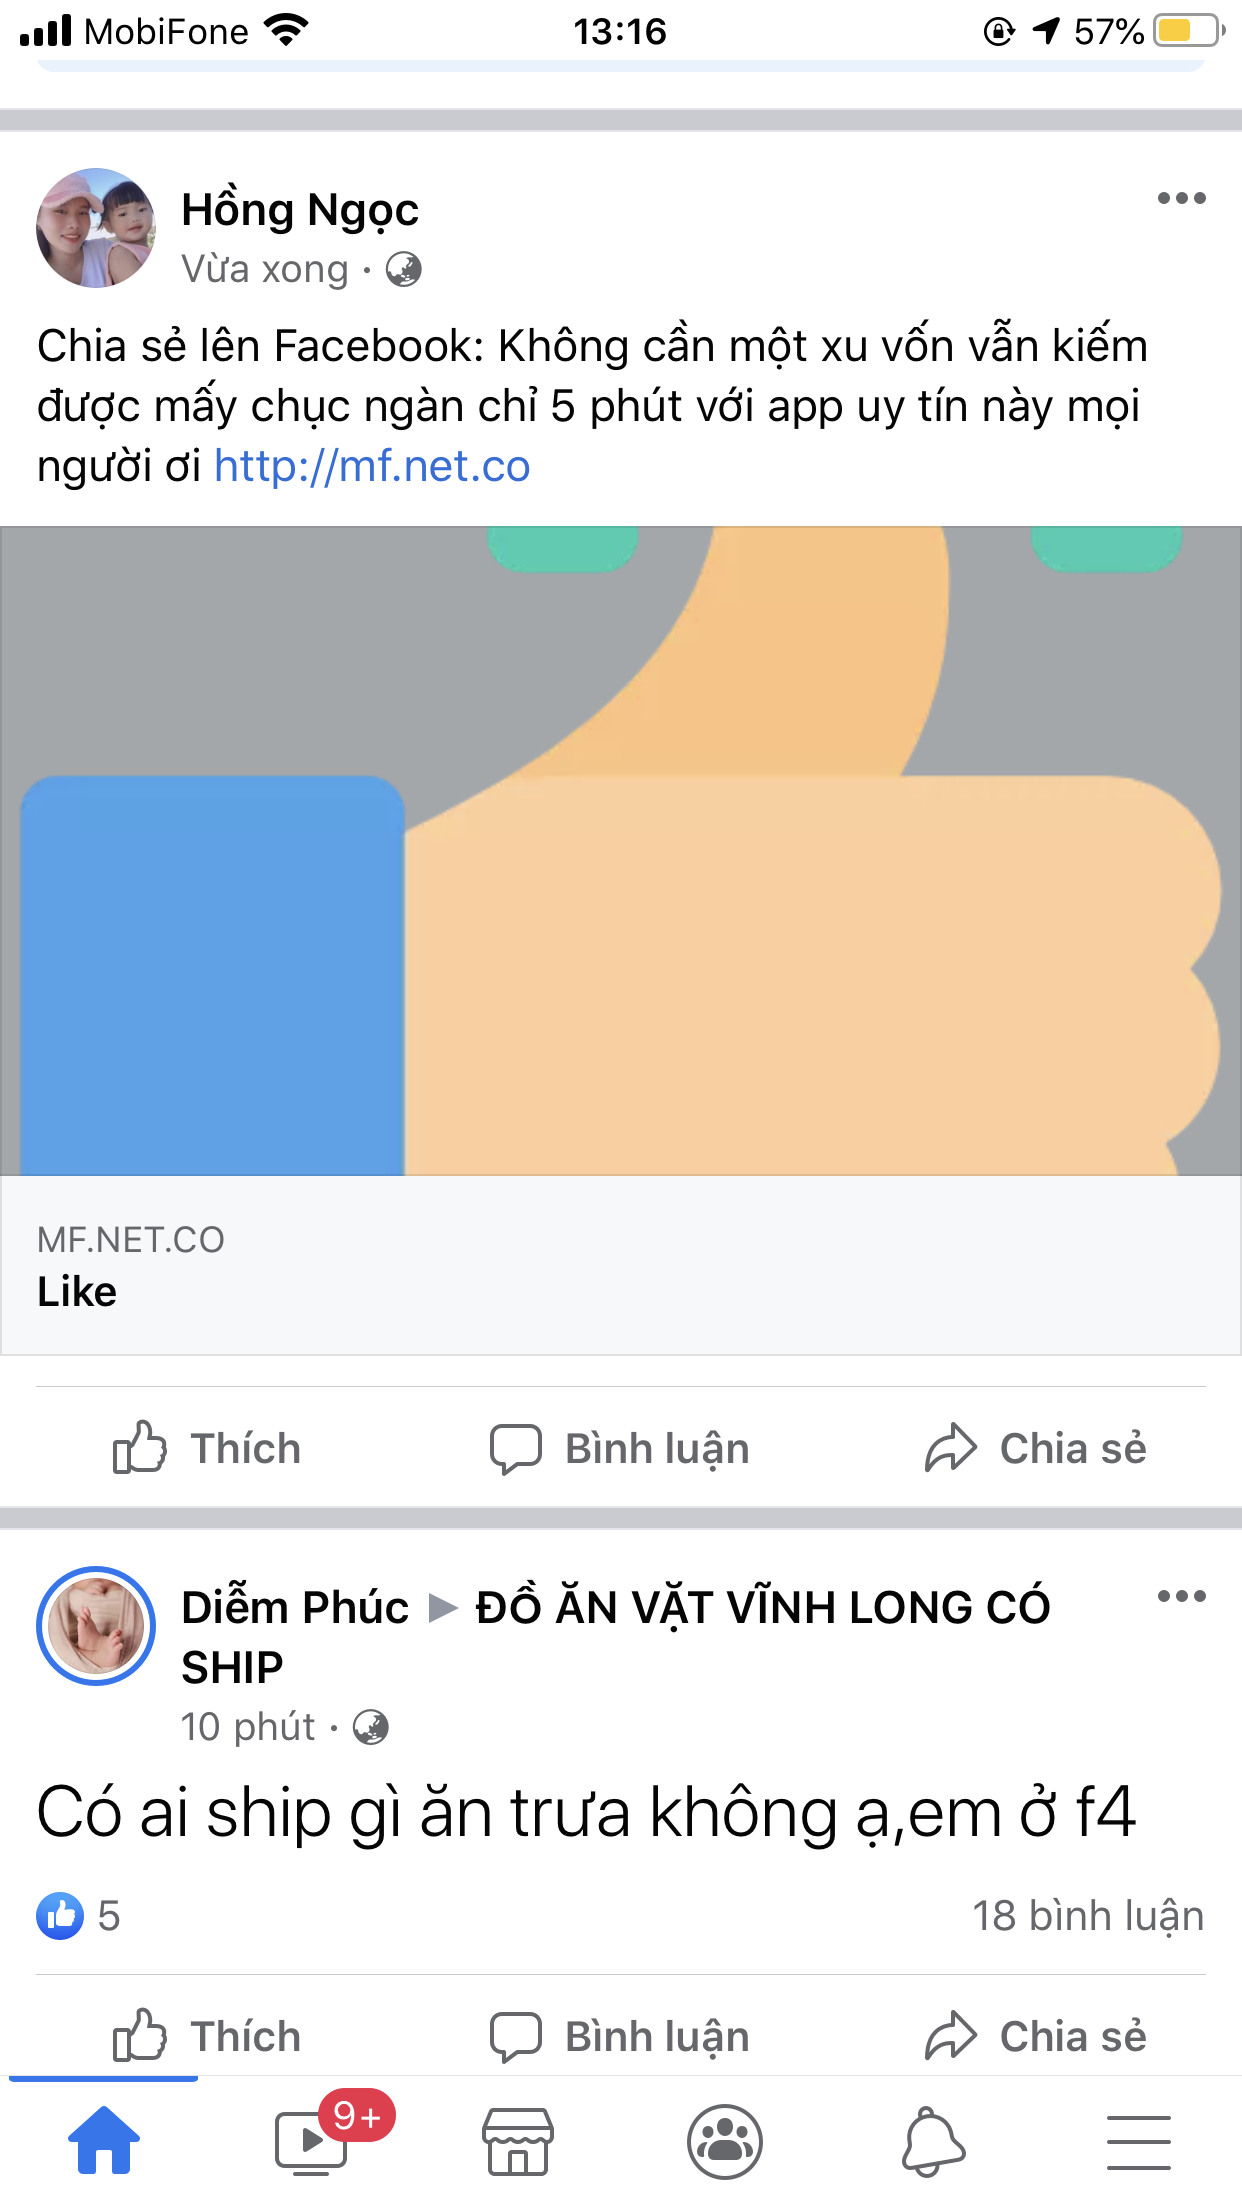 MobiFone
13:16
57%
Hồng Ngọc
Vừa xong ·
Chia sẻ lên Facebook: Không cần một xu vốn vẫn kiếm
được mấy chục ngàn chỉ 5 phút với app uy tín này mọi
người ơi http://mf.net.co
MF.NET.CO
Like
Thích
Bình luận
Chia sẻ
Diễm Phúc ▶ ĐỒ ĂN VẶT VĨNH LONG CÓ
SHIP
10 phút ·
Có ai ship gì ăn trưa không ạ,em ở f4
5
18 bình luận
Thích
Bình luận
Chia sẻ
9+